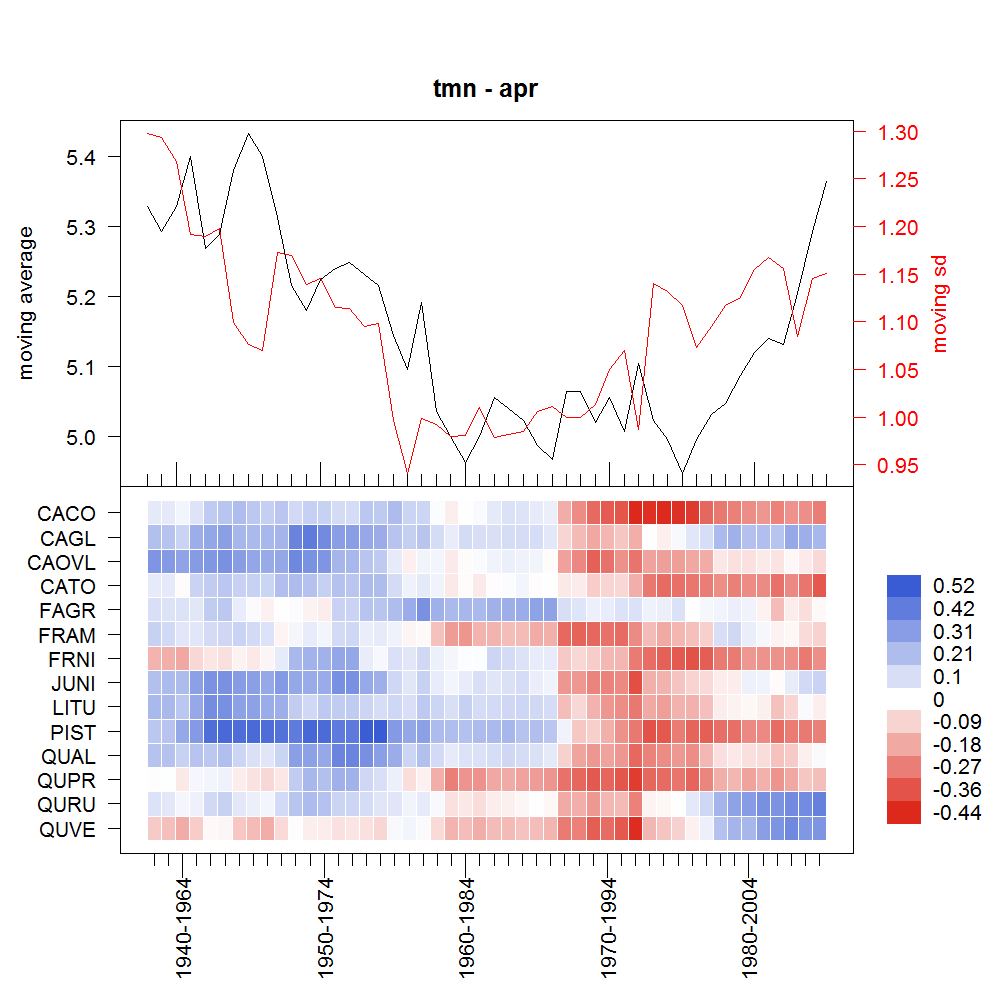 tmn - apr
moving average
5.4
5.3
5.2
5.1
5.0
1.30
1.25
1.20
1.15
1.10
1.05
1.00
0.95
moving sd
CACO
CAGL
CAOVL
CATO
FAGR
FRAM
FRNI
JUNI
LITU
PIST
QUAL
QUPR
QURU
QUVE
0.52
0.42
0.31
0.21
0.1
0
-0.09
-0.18
-0.27
-0.36
-0.44
1940-1964
1950-1974
1960-1984
1970-1994
1980-2004